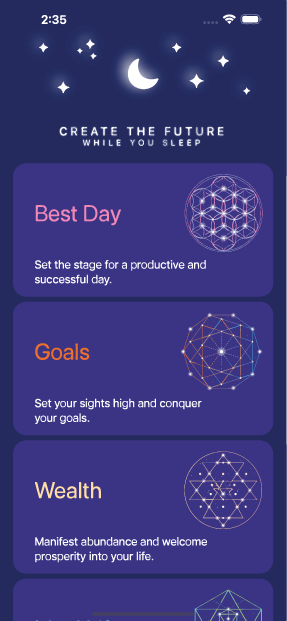 2:35
CREATE THE FUTURE
WHILE YOU SLEEP
Best Day
Set the stage for a productive and
successful day.
Goals
Set your sights high and conquer
your goals.
Wealth
Manifest abundance and welcome
prosperity into your life.